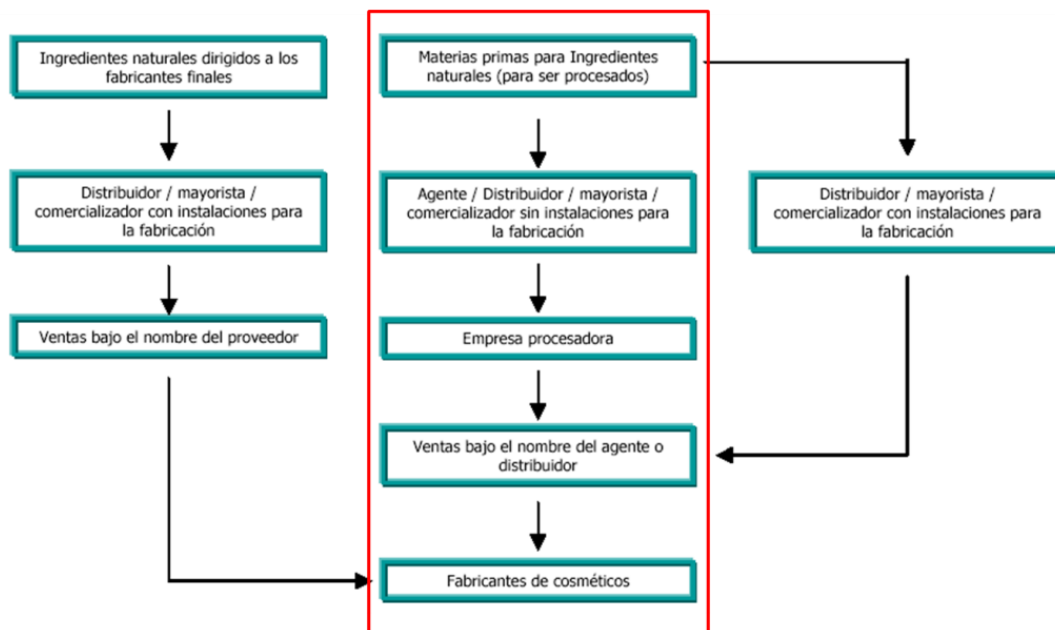 Ingredientes naturales dirigidos a los
fabricantes finales
Materias primas para Ingredientes
naturales (para ser procesados)
Distribuidor / mayorista /
comercializador con instalaciones para
la fabricación
Agente / Distribuidor / mayorista /
comercializador sin instalaciones para
la fabricación
Distribuidor / mayorista /
comercializador con instalaciones para
la fabricación
Ventas bajo el nombre del proveedor
Empresa procesadora
Ventas bajo el nombre del agente o
distribuidor
Fabricantes de cosméticos